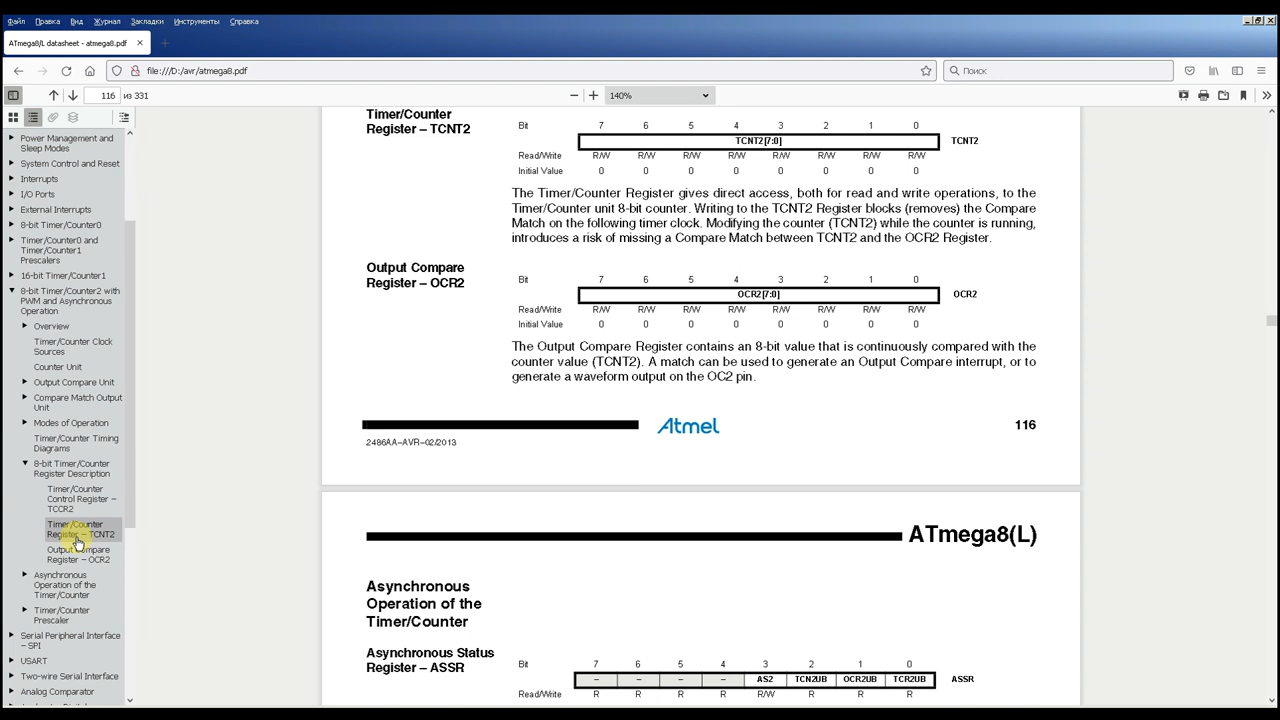 Файл Правка Вид Журнал Закладки Инструменты Справка
ATmega8/L datasheet - atmega8.pdf
file:///D:/avr/atmega8.pdf
Поиск
116 из 331
140%
Power Management and
Sleep Modes
System Control and Reset
Interrupts
I/O Ports
External Interrupts
8-bit Timer/Counter0
Timer/Counter0 and
Timer/Counter1
Prescalers
16-bit Timer/Counter1
8-bit Timer/Counter2 with
PWM and Asynchronous
Operation
Overview
Timer/Counter Clock
Sources
Counter Unit
Output Compare Unit
Compare Match Output
Unit
Modes of Operation
Timer/Counter Timing
Diagrams
8-bit Timer/Counter
Register Description
Timer/Counter
Control Register –
TCCR2
Timer/Counter
Register – TCNT2
Output Compare
Register – OCR2
Asynchronous
Operation of the
Timer/Counter
Timer/Counter
Prescaler
Serial Peripheral Interface
– SPI
USART
Two-wire Serial Interface
Analog Comparator
Timer/Counter
Register – TCNT2
Bit 7 6 5 4 3 2 1 0
TCNT2[7:0] TCNT2
Read/Write R/W R/W R/W R/W R/W R/W R/W R/W
Initial Value 0 0 0 0 0 0 0 0
The Timer/Counter Register gives direct access, both for read and write operations, to the
Timer/Counter unit 8-bit counter. Writing to the TCNT2 Register blocks (removes) the Compare
Match on the following timer clock. Modifying the counter (TCNT2) while the counter is running,
introduces a risk of missing a Compare Match between TCNT2 and the OCR2 Register.
Output Compare
Register – OCR2
Bit 7 6 5 4 3 2 1 0
OCR2[7:0] OCR2
Read/Write R/W R/W R/W R/W R/W R/W R/W R/W
Initial Value 0 0 0 0 0 0 0 0
The Output Compare Register contains an 8-bit value that is continuously compared with the
counter value (TCNT2). A match can be used to generate an Output Compare interrupt, or to
generate a waveform output on the OC2 pin.
Atmel 116
2486AA–AVR–02/2013
ATmega8(L)
Asynchronous
Operation of the
Timer/Counter
Asynchronous Status
Register – ASSR
Bit 7 6 5 4 3 2 1 0
– – – – AS2 TCN2UB OCR2UB TCR2UB ASSR
Read/Write R R R R R/W R R R